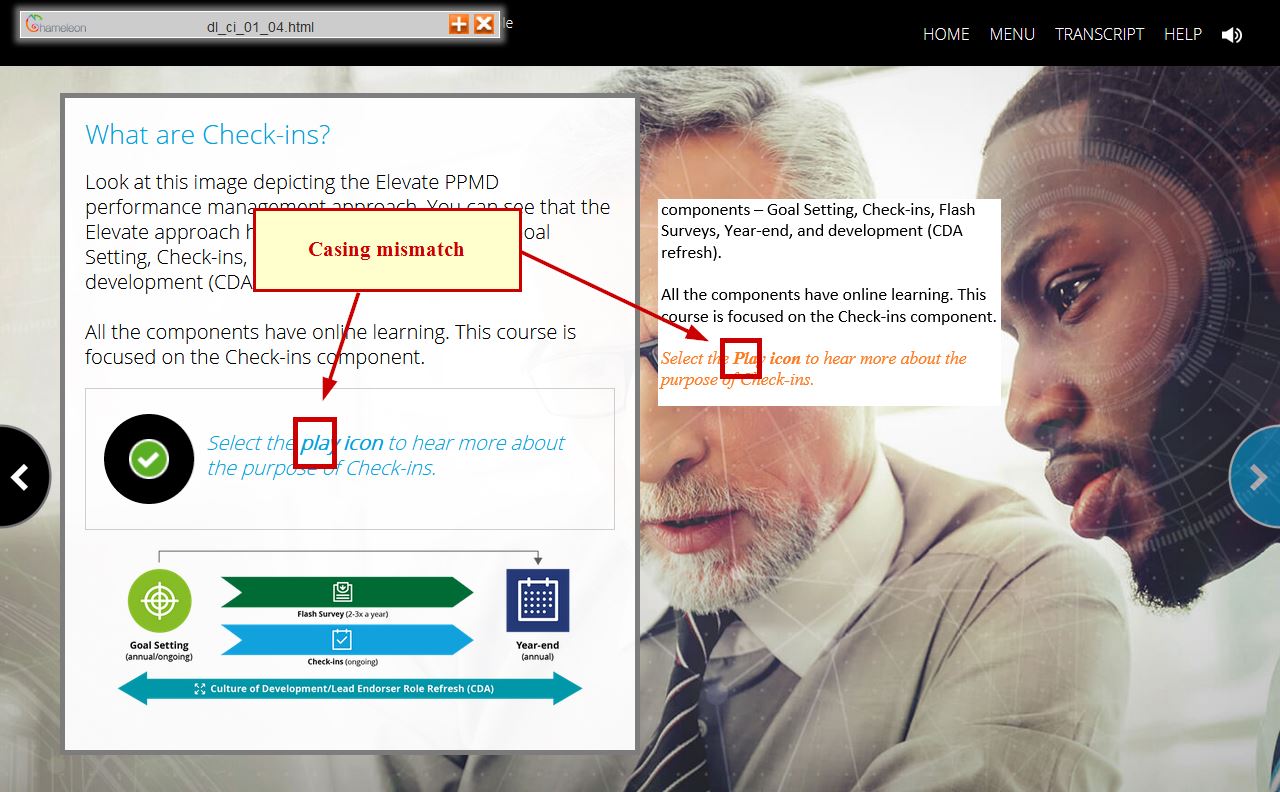 Chameleon
dl_ci_01_04.html
le
HOME MENU TRANSCRIPT HELP
What are Check-ins?
Look at this image depicting the Elevate PPMD
performance management approach. You can see that the
Elevate approach oal
Setting, Check-ins,
development (CDA
Casing mismatch
All the components have online learning. This course is
focused on the Check-ins component.
Select the play icon to hear more about
the purpose of Check-ins.
Goal Setting
(annual/ongoing)
Flash Survey (2-3x a year)
Check-ins (ongoing)
Year-end
(annual)
Culture of Development/Lead Endorser Role Refresh (CDA)
components – Goal Setting, Check-ins, Flash
Surveys, Year-end, and development (CDA
refresh).
All the components have online learning. This
course is focused on the Check-ins component.
Select the Play icon to hear more about the
purpose of Check-ins.